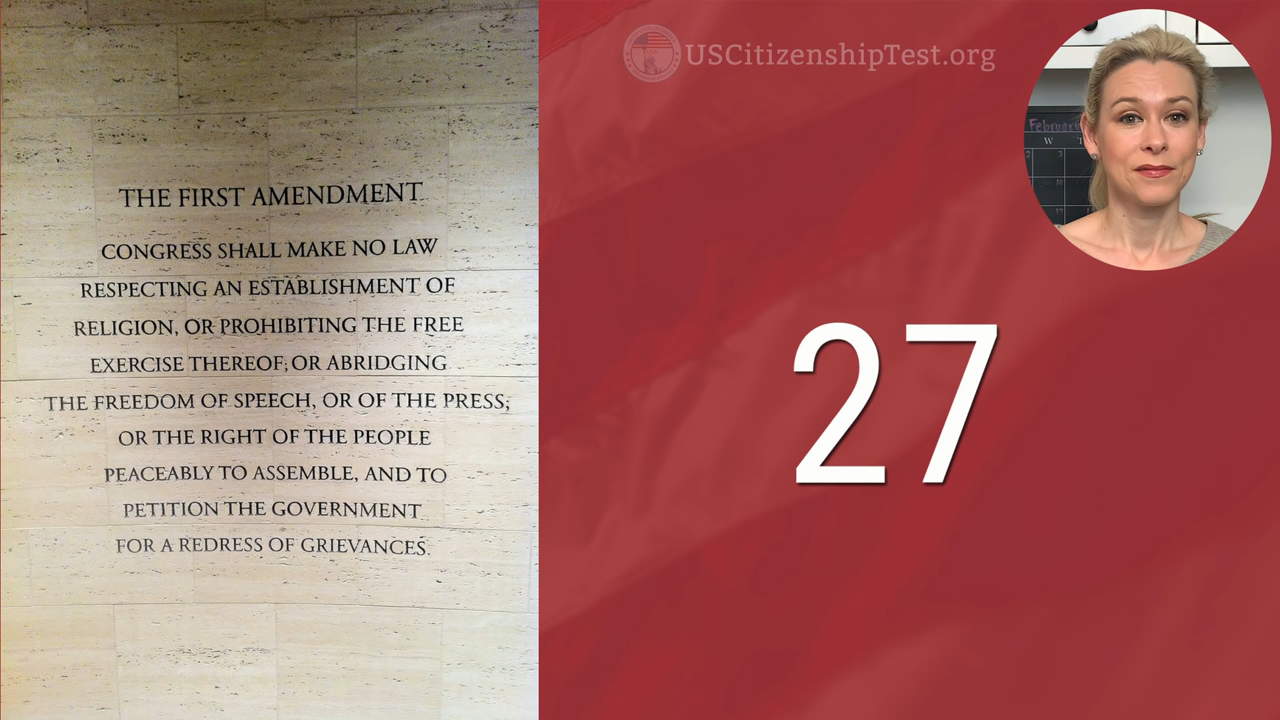 THE FIRST AMENDMENT
CONGRESS SHALL MAKE NO LAW
RESPECTING AN ESTABLISHMENT OF
RELIGION, OR PROHIBITING THE FREE
EXERCISE THEREOF; OR ABRIDGING
THE FREEDOM OF SPEECH, OR OF THE PRESS;
OR THE RIGHT OF THE PEOPLE
PEACEABLY TO ASSEMBLE, AND TO
PETITION THE GOVERNMENT
FOR A REDRESS OF GRIEVANCES.
USCitizenshipTest.org
27
February
W T